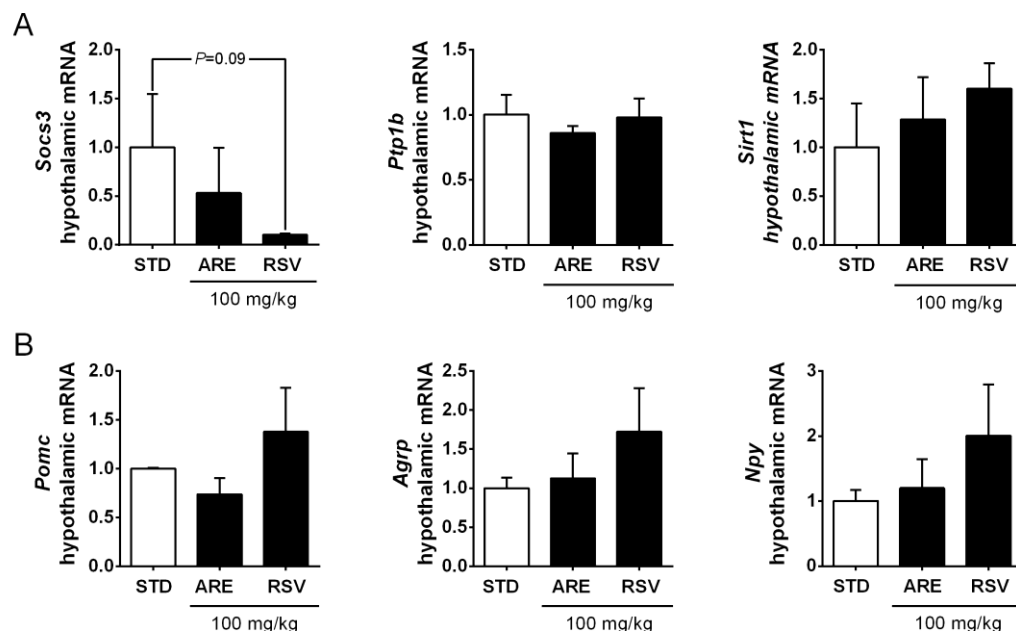 A
Socs3
hypothalamic mRNA
2.0
1.5
1.0
0.5
0.0
P=0.09
STD ARE RSV
100 mg/kg
Ptp1b
hypothalamic mRNA
1.5
1.0
0.5
0.0
STD ARE RSV
100 mg/kg
Sirt1
hypothalamic mRNA
2.0
1.5
1.0
0.5
0.0
STD ARE RSV
100 mg/kg
B
Pomc
hypothalamic mRNA
2.0
1.5
1.0
0.5
0.0
STD ARE RSV
100 mg/kg
Agrp
hypothalamic mRNA
2.5
2.0
1.5
1.0
0.5
0.0
STD ARE RSV
100 mg/kg
Npy
hypothalamic mRNA
3
2
1
0
STD ARE RSV
100 mg/kg